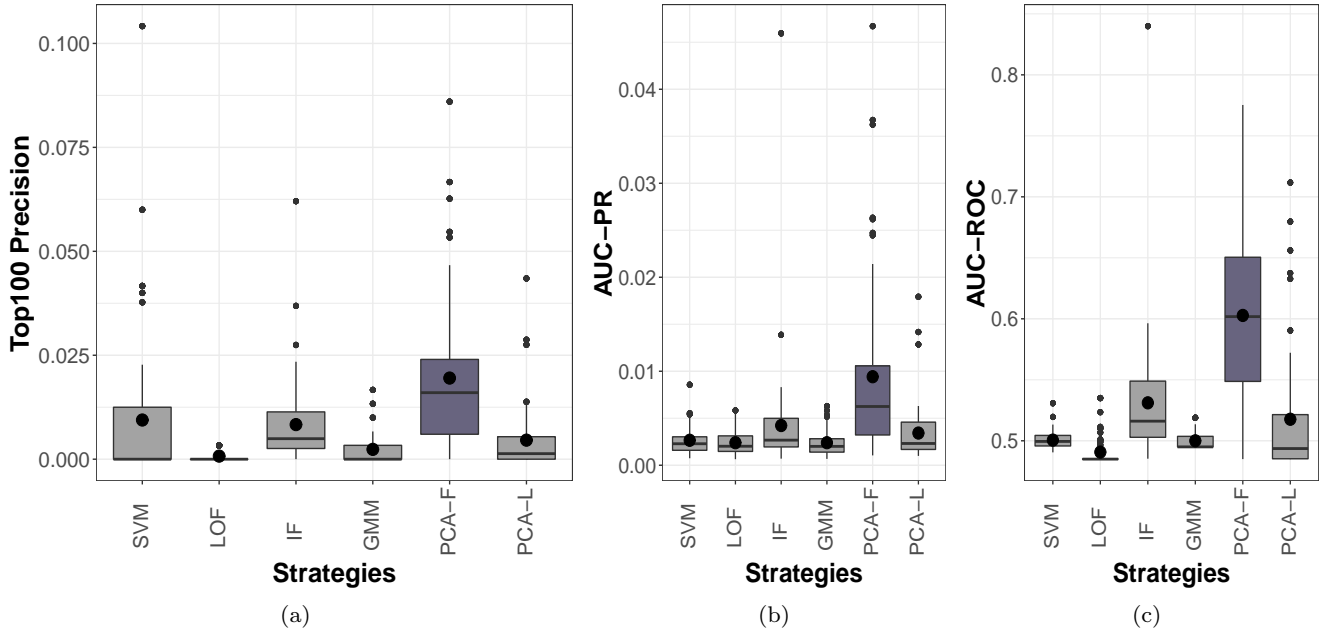 Top100 Precision
0.100
0.075
0.050
0.025
0.000
SVM
LOF
IF
GMM
PCA−F
PCA−L
Strategies
(a)
AUC−PR
0.04
0.03
0.02
0.01
0.00
SVM
LOF
IF
GMM
PCA−F
PCA−L
Strategies
(b)
AUC−ROC
0.8
0.7
0.6
0.5
SVM
LOF
IF
GMM
PCA−F
PCA−L
Strategies
(c)